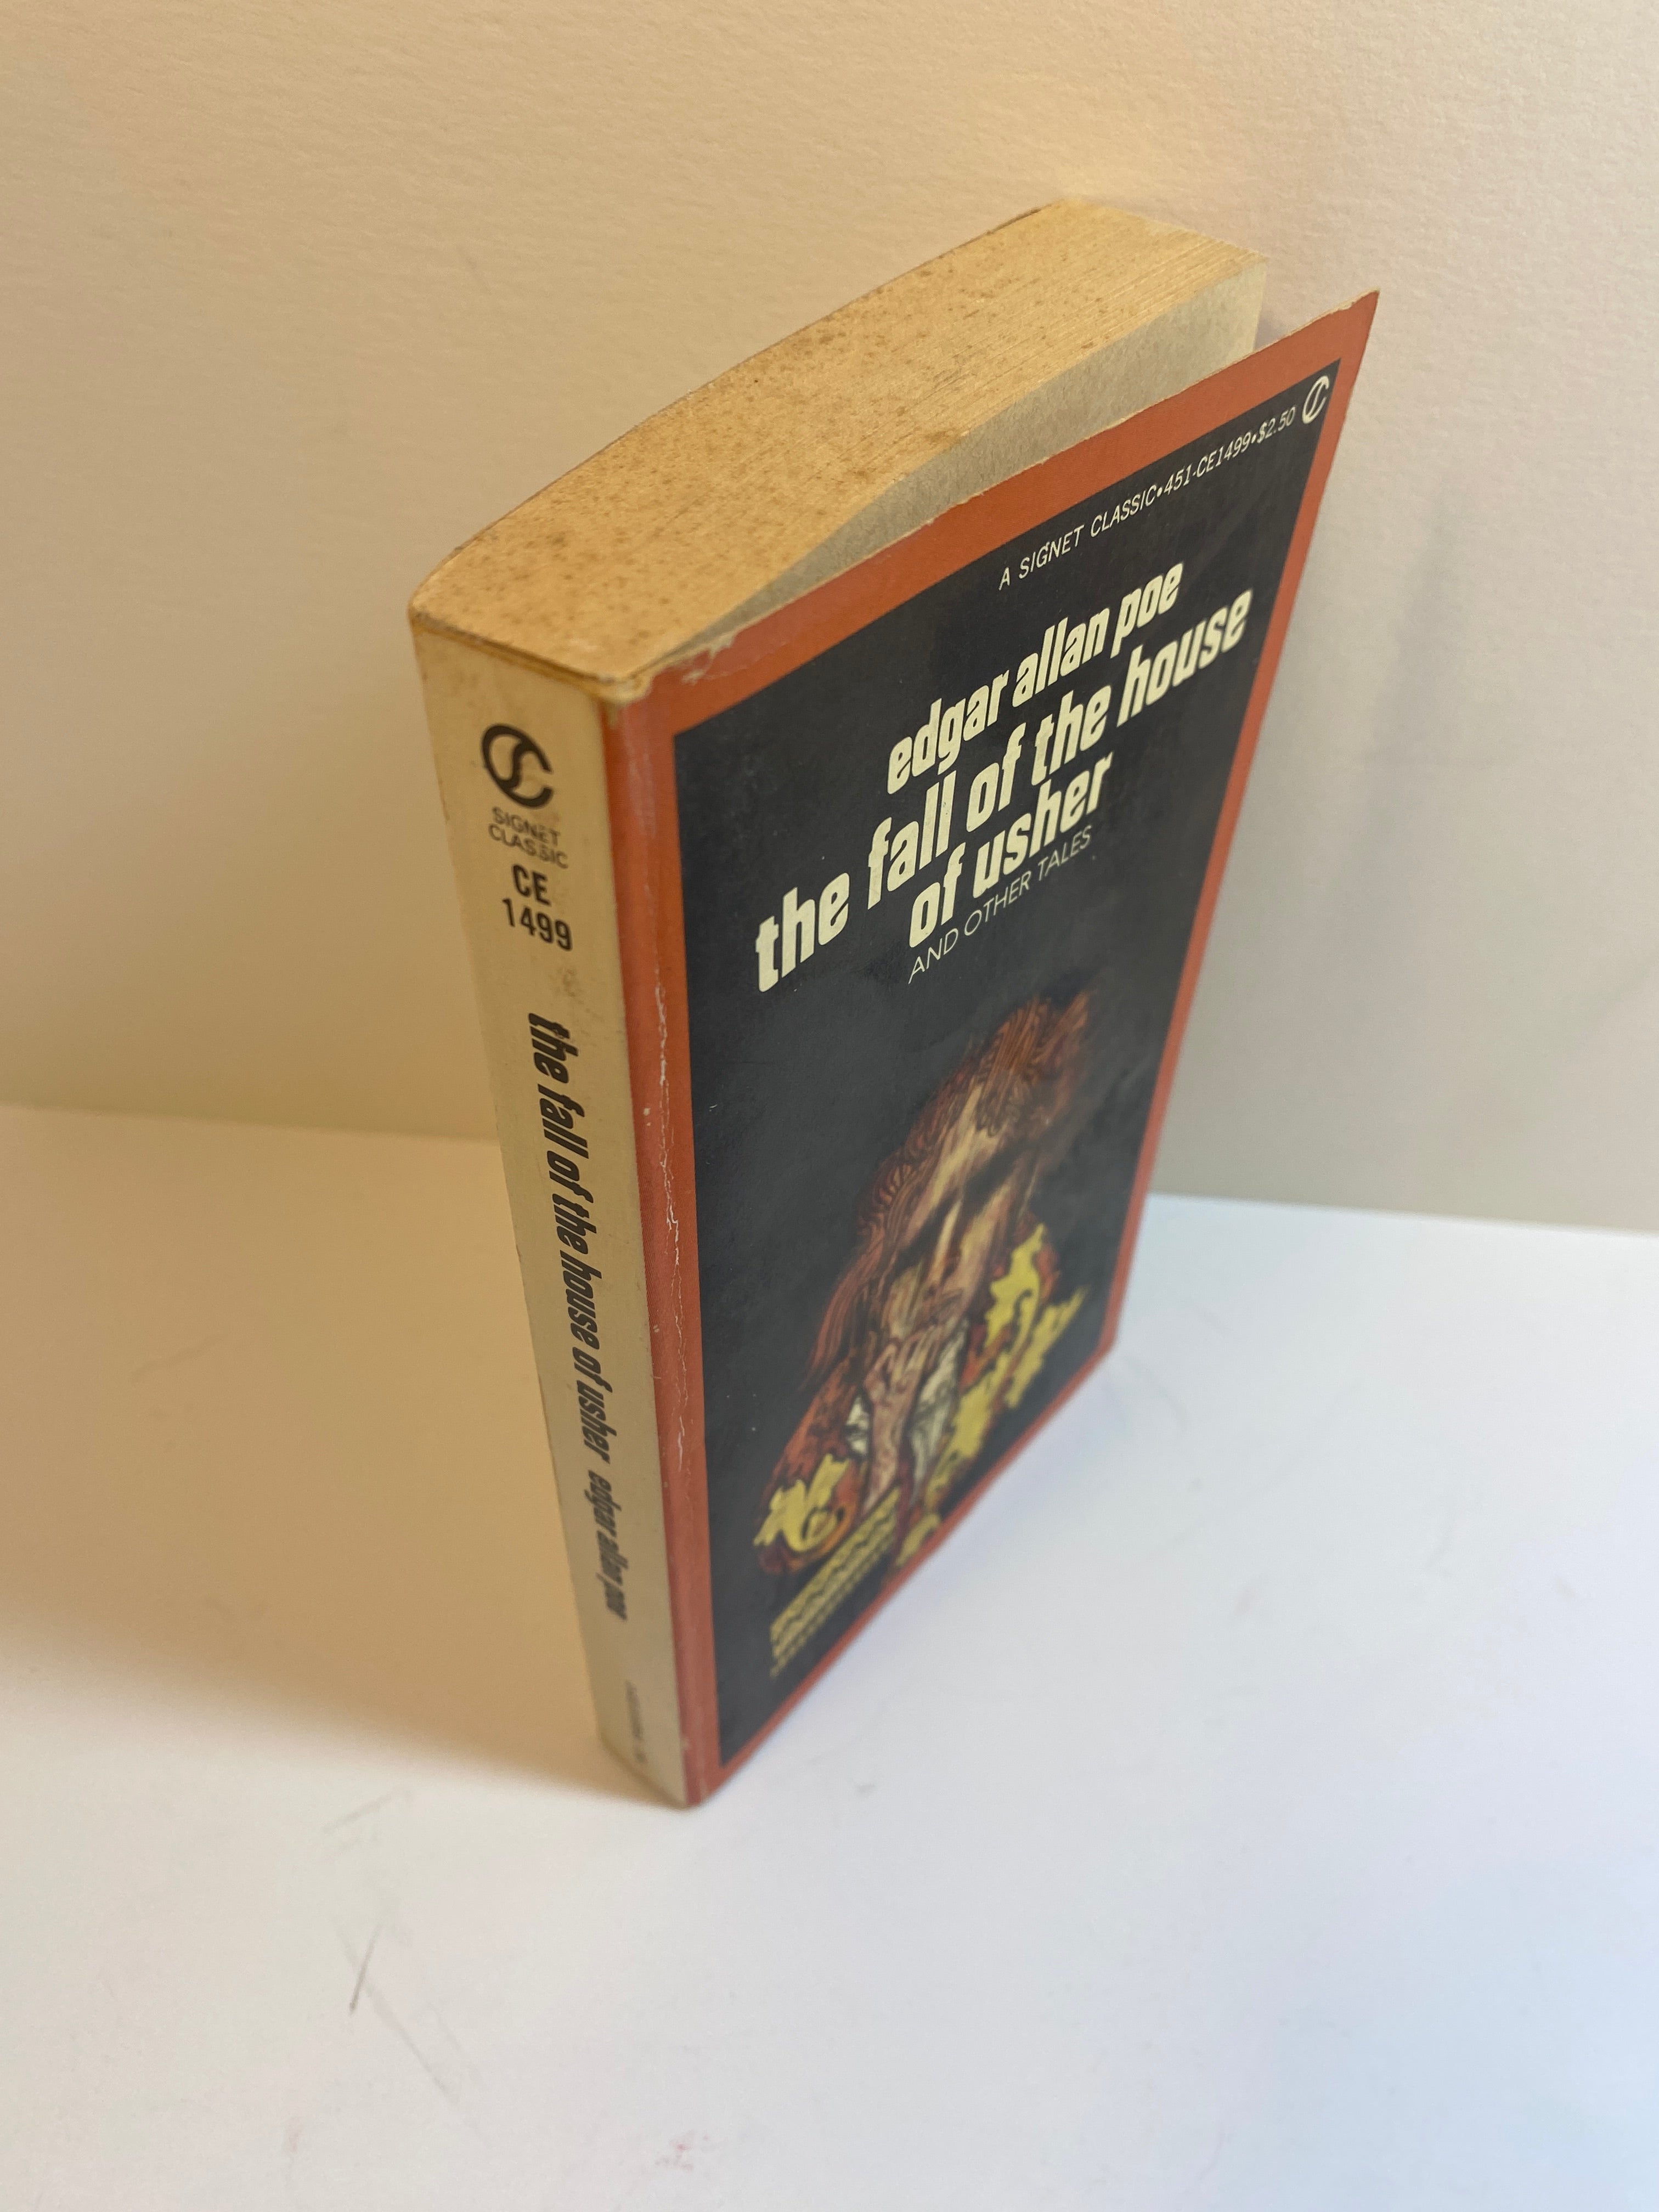 SIGNET
CLASSIC
CE
1499
the fall of the house of usher edgar allan poe
A SIGNET CLASSIC•451-CE1499•$2.50
edgar allan poe
the fall of the house
of usher
AND OTHER TALES